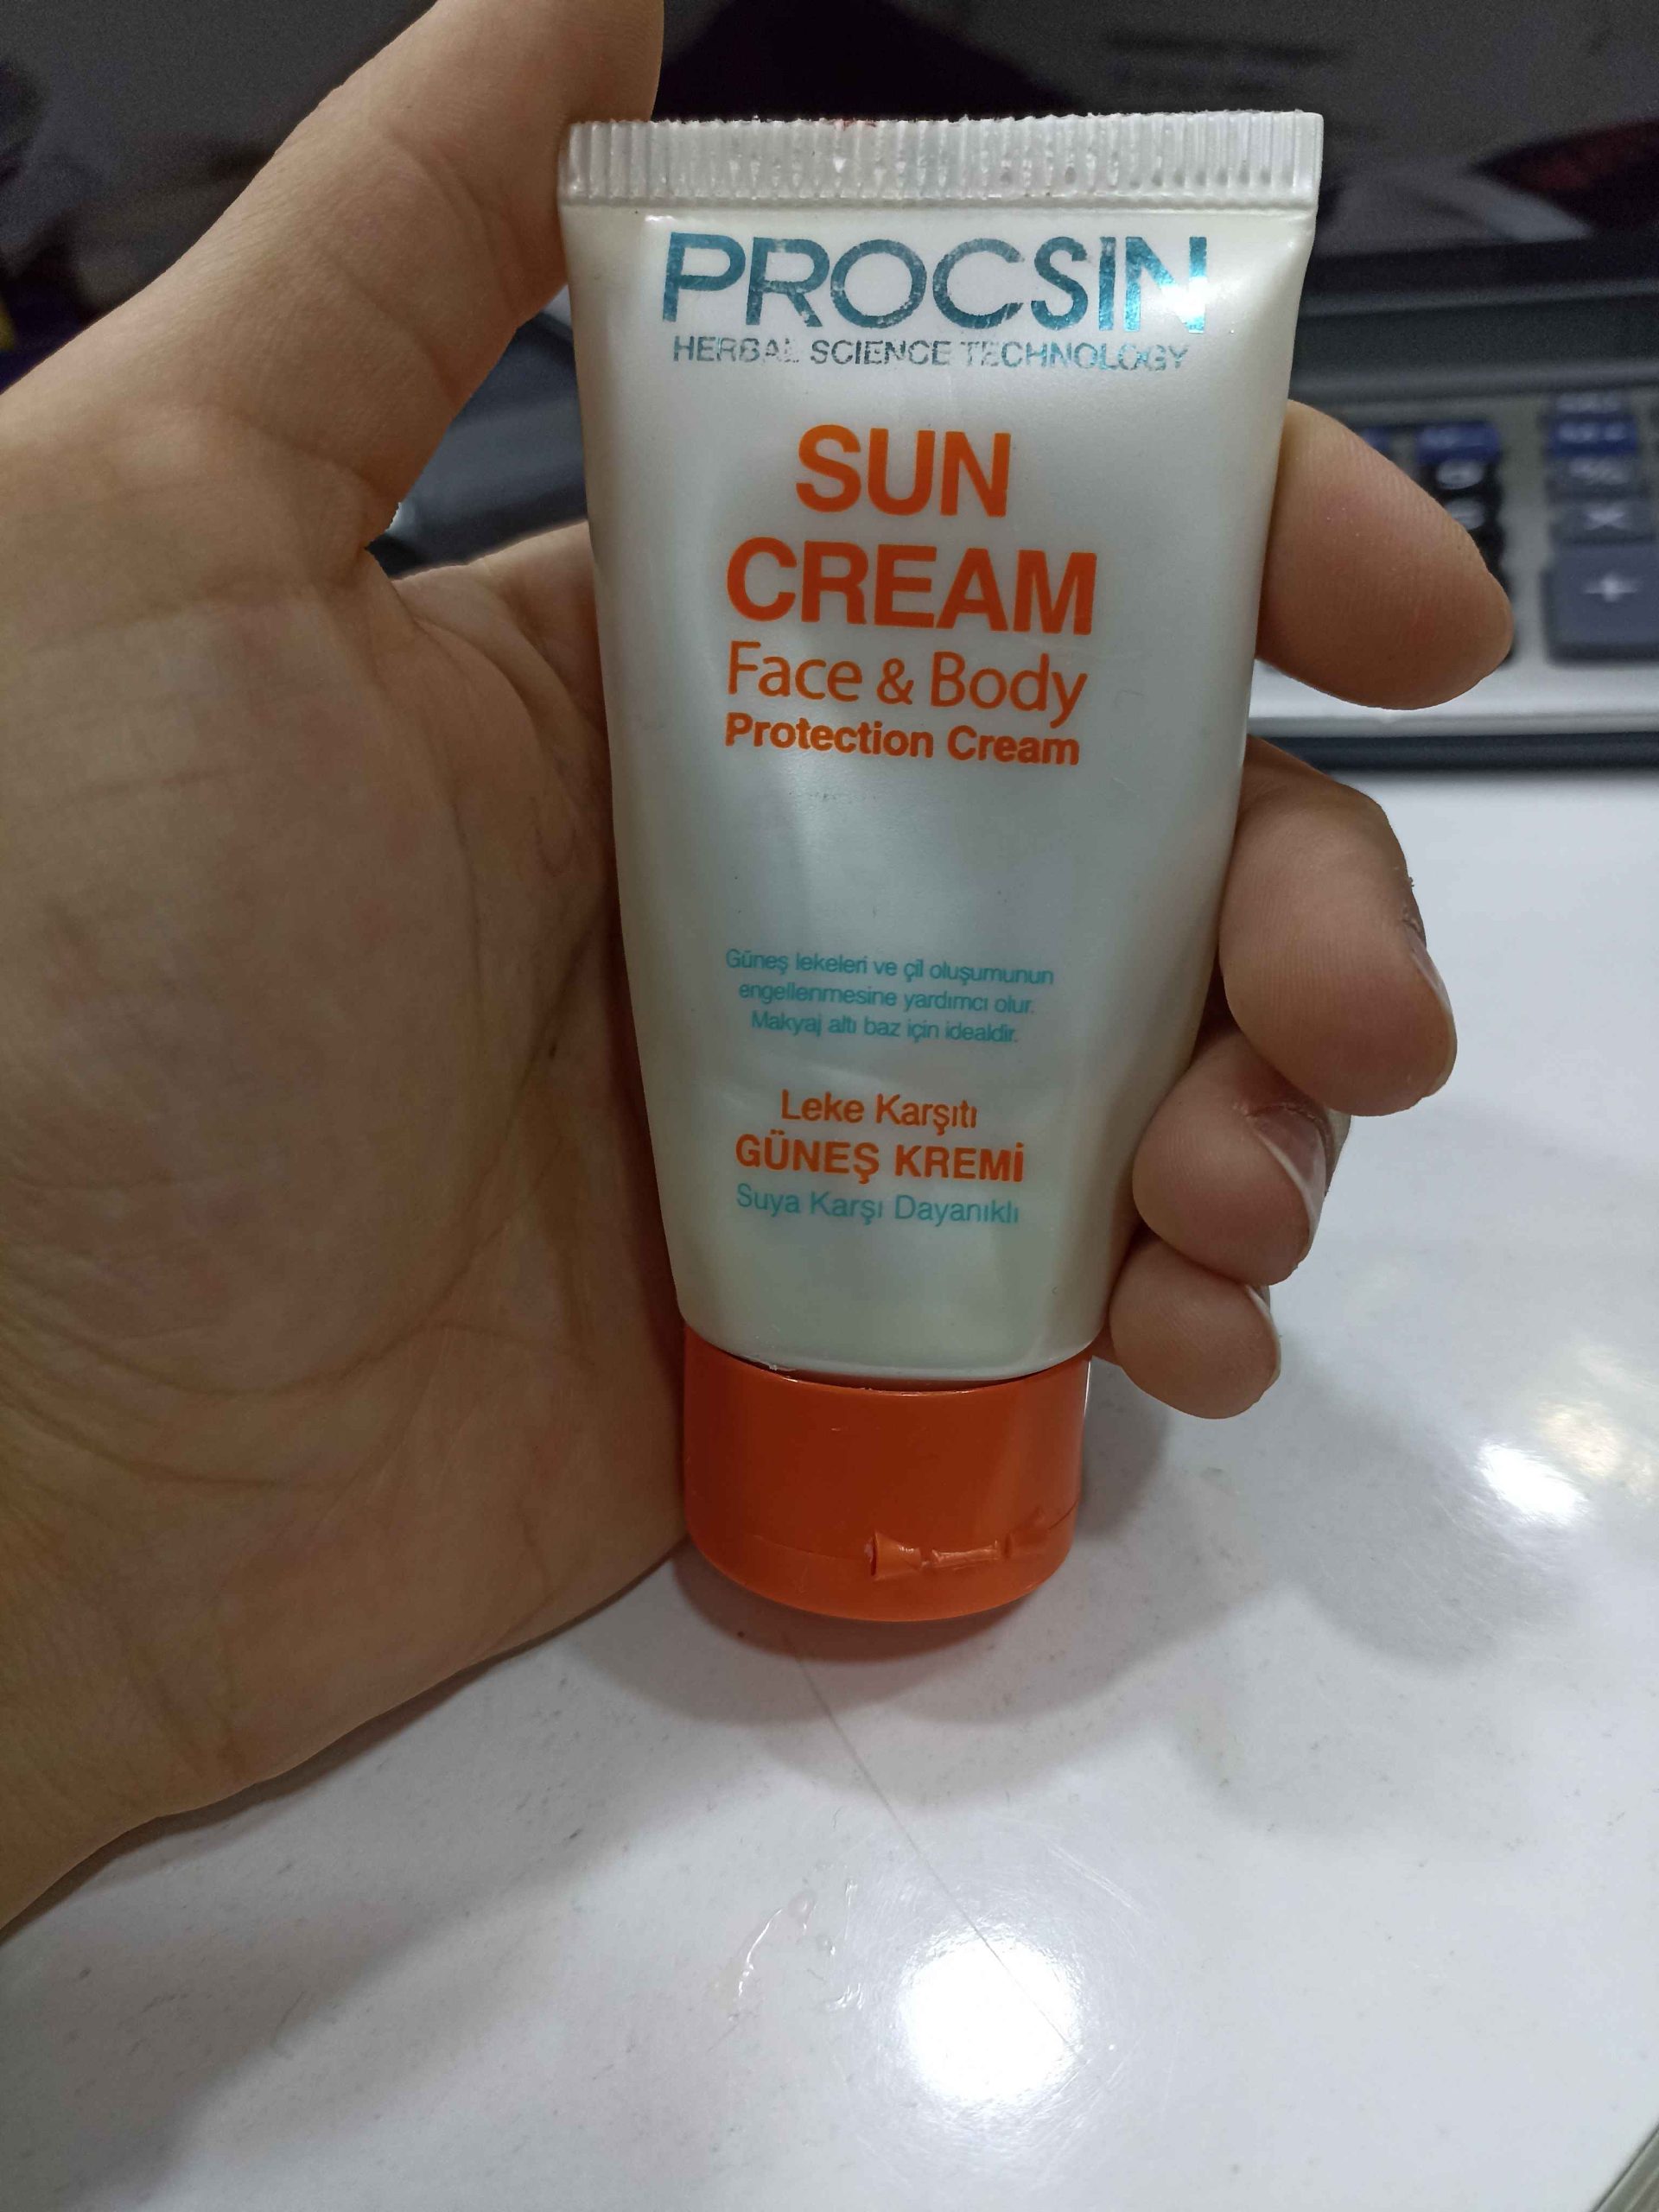 PROCSIN
HERBAL SCIENCE TECHNOLOGY
SUN
CREAM
Face & Body
Protection Cream
Güneş lekeleri ve çil oluşumunun
engellenmesine yardımcı olur.
Makyaj altı baz için idealdir.
Leke Karşıtı
GÜNEŞ KREMİ
Suya Karşı Dayanıklı